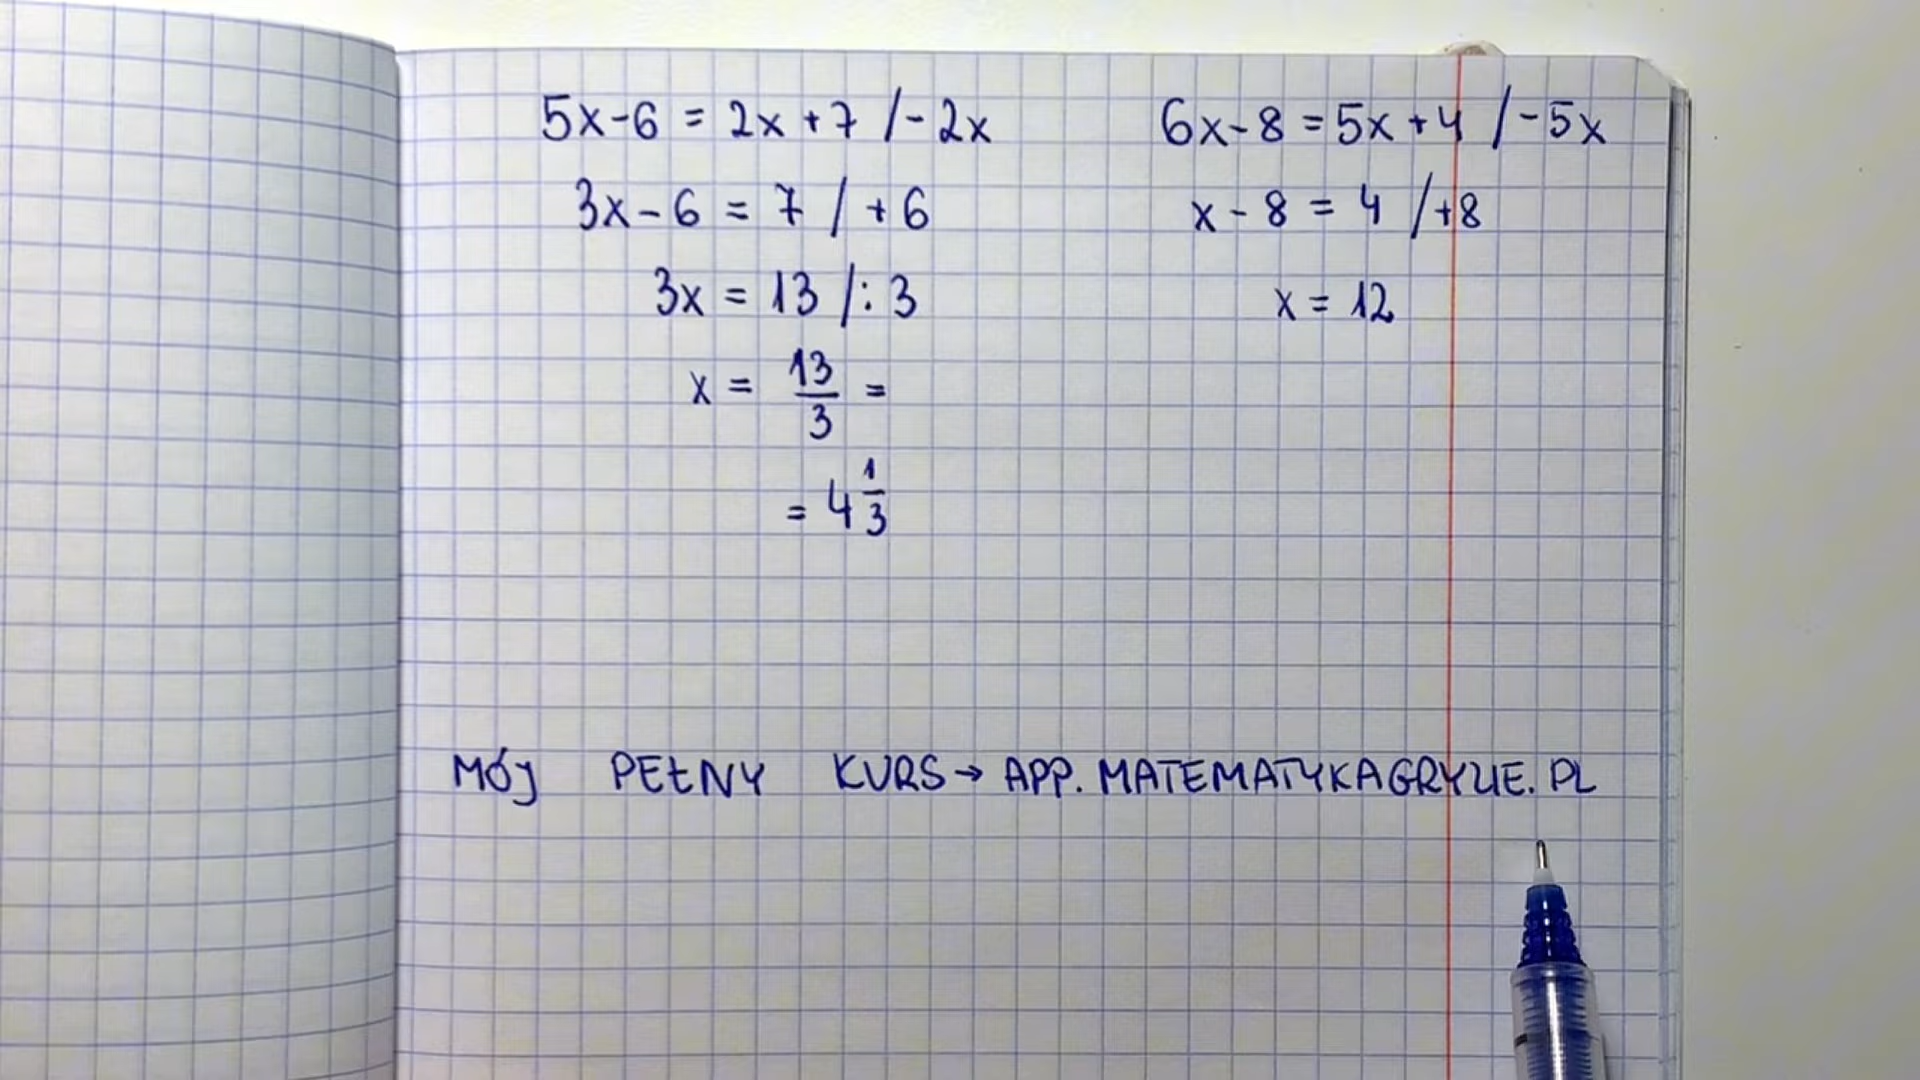 5x-6 = 2x+7 /-2x
3x-6 = 7 /+6
3x = 13 /:3
x = 13/3 =
= 4 1/3
6x-8 = 5x+4 /-5x
x-8 = 4 /+8
x = 12
MÓJ PEŁNY KURS → APP.MATEMATYKAGRYZIE.PL